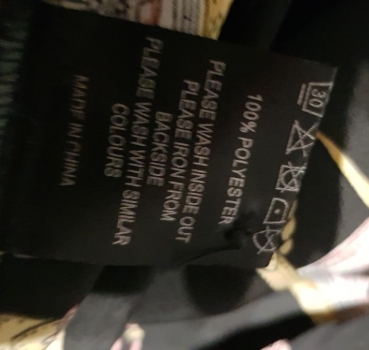 30
100% POLYESTER
PLEASE WASH INSIDE OUT
PLEASE IRON FROM
BACKSIDE
PLEASE WASH WITH SIMILAR
COLOURS
MADE IN CHINA